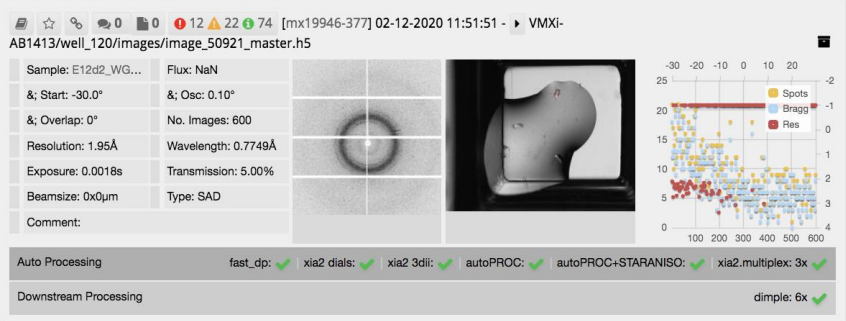 0 0 12 22 74 [mx19946-377] 02-12-2020 11:51:51 - VMXi-
AB1413/well_120/images/image_50921_master.h5
Sample: E12d2_WG... Flux: NaN
&; Start: -30.0° &; Osc: 0.10°
&; Overlap: 0° No. Images: 600
Resolution: 1.95Å Wavelength: 0.7749Å
Exposure: 0.0018s Transmission: 5.00%
Beamsize: 0x0µm Type: SAD
Comment:
-30 -20 -10 0 10 20
25 -2
20 -1
15 0
10 1
5 2
0 3
4
Spots
Bragg
Res
100 200 300 400 500 600
Auto Processing fast_dp: xia2 dials: xia2 3dii: autoPROC: autoPROC+STARANISO: xia2.multiplex: 3x
Downstream Processing dimple: 6x